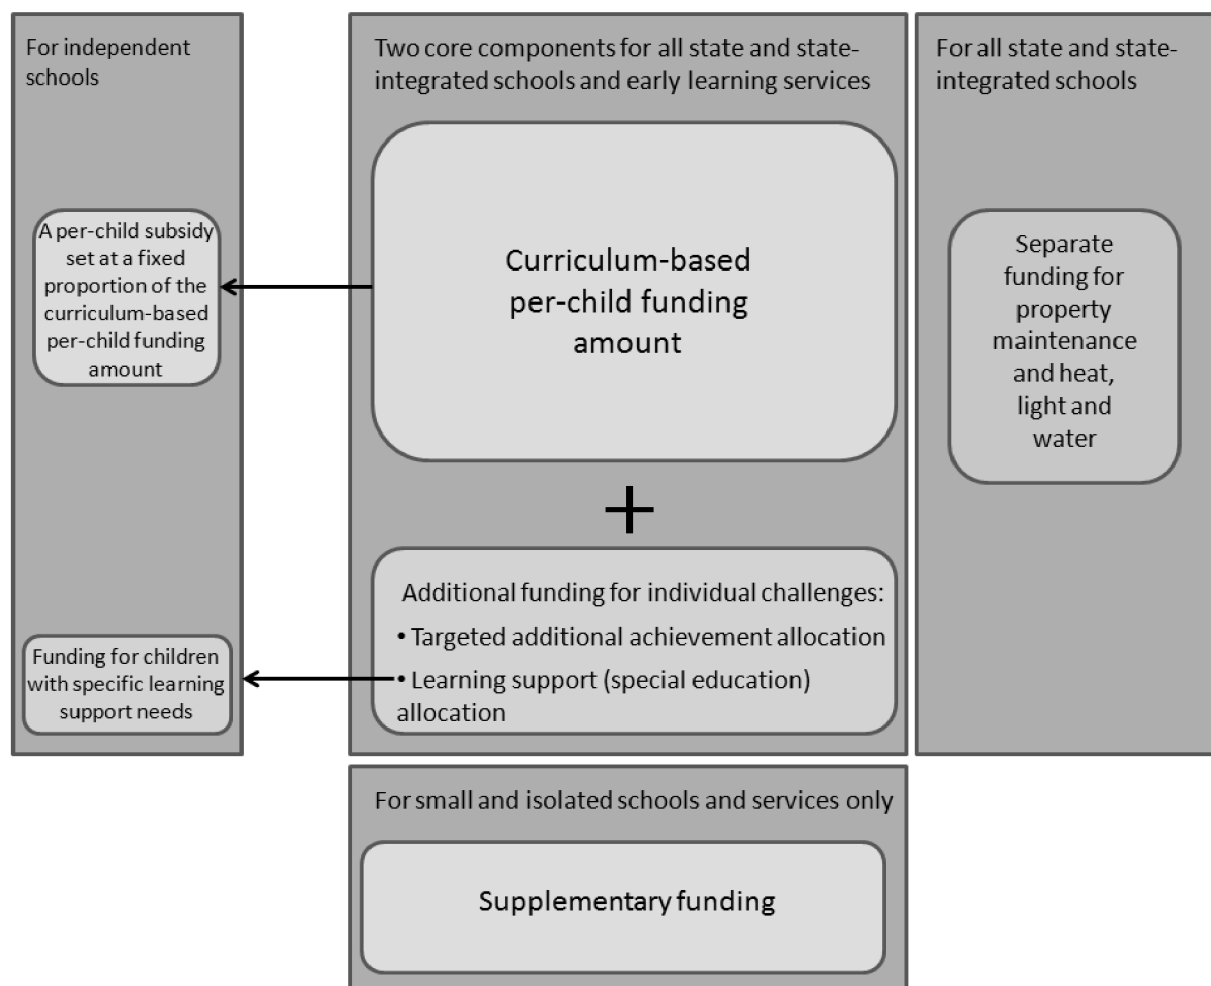 For independent
schools
A per-child subsidy
set at a fixed
proportion of the
curriculum-based
per-child funding
amount
Funding for children
with specific learning
support needs
Two core components for all state and state-
integrated schools and early learning services
Curriculum-based
per-child funding
amount
+
Additional funding for individual challenges:
• Targeted additional achievement allocation
• Learning support (special education)
allocation
For all state and state-
integrated schools
Separate
funding for
property
maintenance
and heat,
light and
water
For small and isolated schools and services only
Supplementary funding